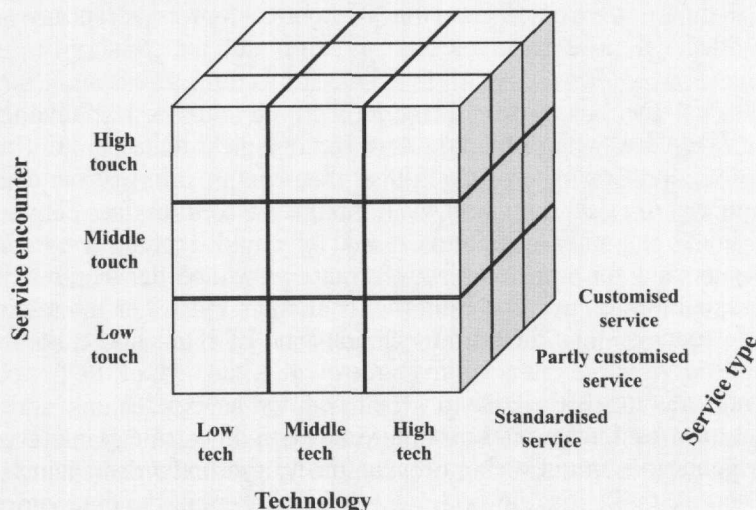 Service encounter
High
touch
Middle
touch
Low
touch
Low
tech
Middle
tech
High
tech
Technology
Customised
service
Partly customised
service
Standardised
service
Service type